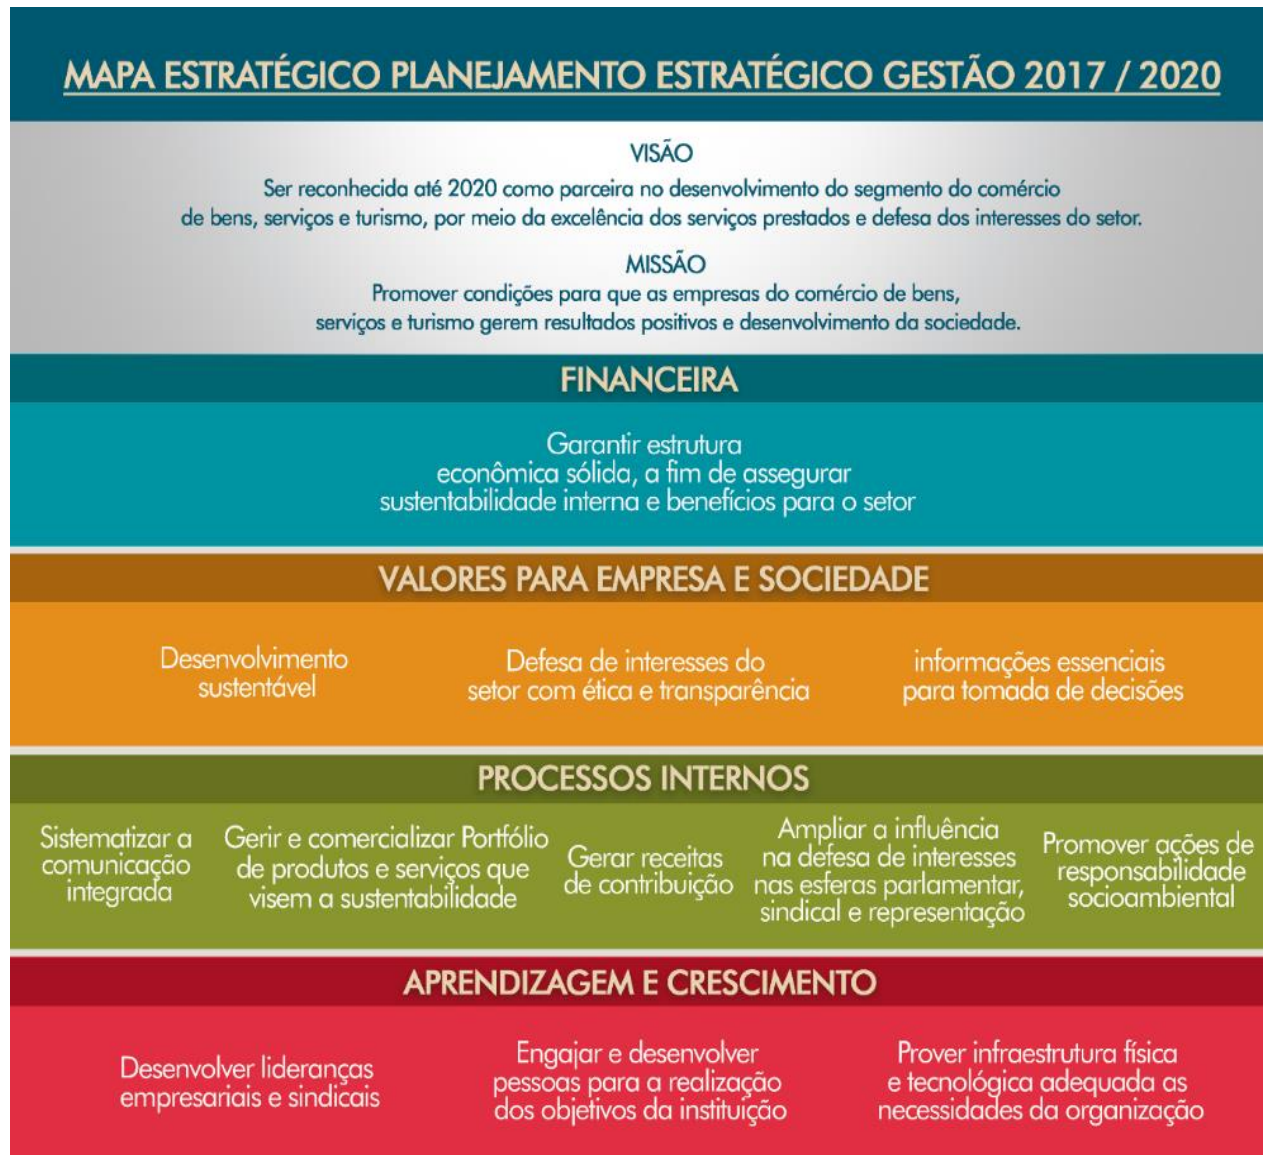 MAPA ESTRATÉGICO PLANEJAMENTO ESTRATÉGICO GESTÃO 2017 / 2020
VISÃO
Ser reconhecida até 2020 como parceira no desenvolvimento do segmento do comércio
de bens, serviços e turismo, por meio da excelência dos serviços prestados e defesa dos interesses do setor.
MISSÃO
Promover condições para que as empresas do comércio de bens,
serviços e turismo gerem resultados positivos e desenvolvimento da sociedade.
FINANCEIRA
Garantir estrutura
econômica sólida, a fim de assegurar
sustentabilidade interna e benefícios para o setor
VALORES PARA EMPRESA E SOCIEDADE
Desenvolvimento
sustentável
Defesa de interesses do
setor com ética e transparência
informações essenciais
para tomada de decisões
PROCESSOS INTERNOS
Sistematizar a
comunicação
integrada
Gerir e comercializar Portfólio
de produtos e serviços que
visem a sustentabilidade
Gerar receitas
de contribuição
Ampliar a influência
na defesa de interesses
nas esferas parlamentar,
sindical e representação
Promover ações de
responsabilidade
socioambiental
APRENDIZAGEM E CRESCIMENTO
Desenvolver lideranças
empresariais e sindicais
Engajar e desenvolver
pessoas para a realização
dos objetivos da instituição
Prover infraestrutura física
e tecnológica adequada as
necessidades da organização